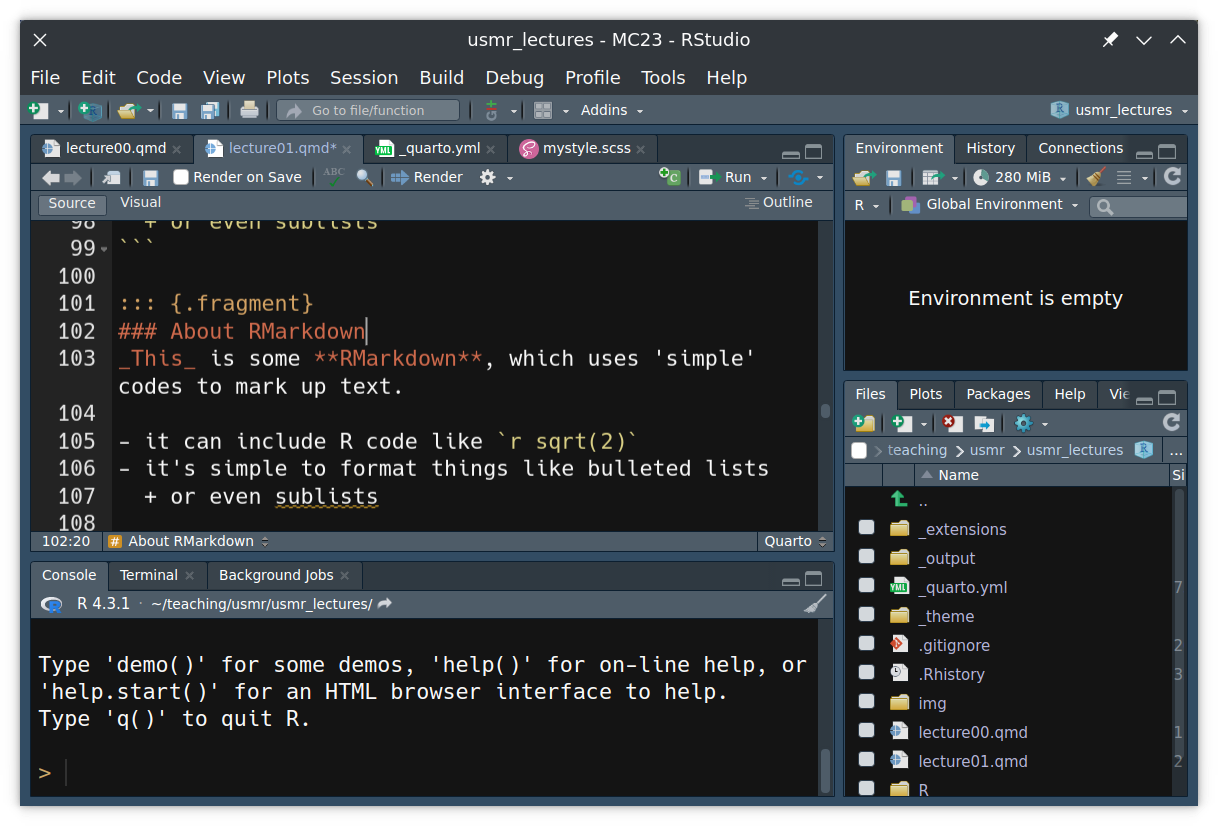 usmr_lectures - MC23 - RStudio
File Edit Code View Plots Session Build Debug Profile Tools Help
Go to file/function Addins usmr_lectures
lecture00.qmd lecture01.qmd* _quarto.yml mystyle.scss
Render on Save ABC Render Run
Source Visual Outline
98 + or even sublists
99 ```
100
101 ::: {.fragment}
102 ### About RMarkdown
103 _This_ is some **RMarkdown**, which uses 'simple'
codes to mark up text.
104
105 - it can include R code like `r sqrt(2)`
106 - it's simple to format things like bulleted lists
107 + or even sublists
108
102:20 # About RMarkdown Quarto
Console Terminal Background Jobs
R 4.3.1 · ~/teaching/usmr/usmr_lectures/
Type 'demo()' for some demos, 'help()' for on-line help, or
'help.start()' for an HTML browser interface to help.
Type 'q()' to quit R.
>
Environment History Connections
280 MiB
R Global Environment
Environment is empty
Files Plots Packages Help Vie
teaching usmr usmr_lectures ...
Name Si
..
_extensions
_output
_quarto.yml 7
_theme
.gitignore 2
.Rhistory 3
img
lecture00.qmd 1
lecture01.qmd 2
R